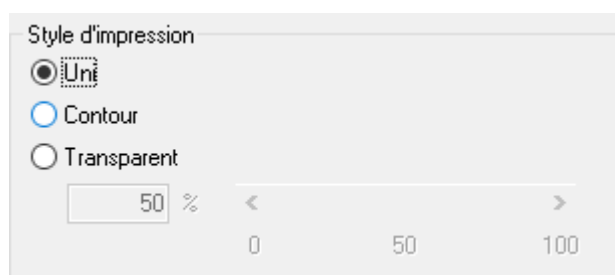 Style d'impression
Uni
Contour
Transparent
50 % < >
0 50 100